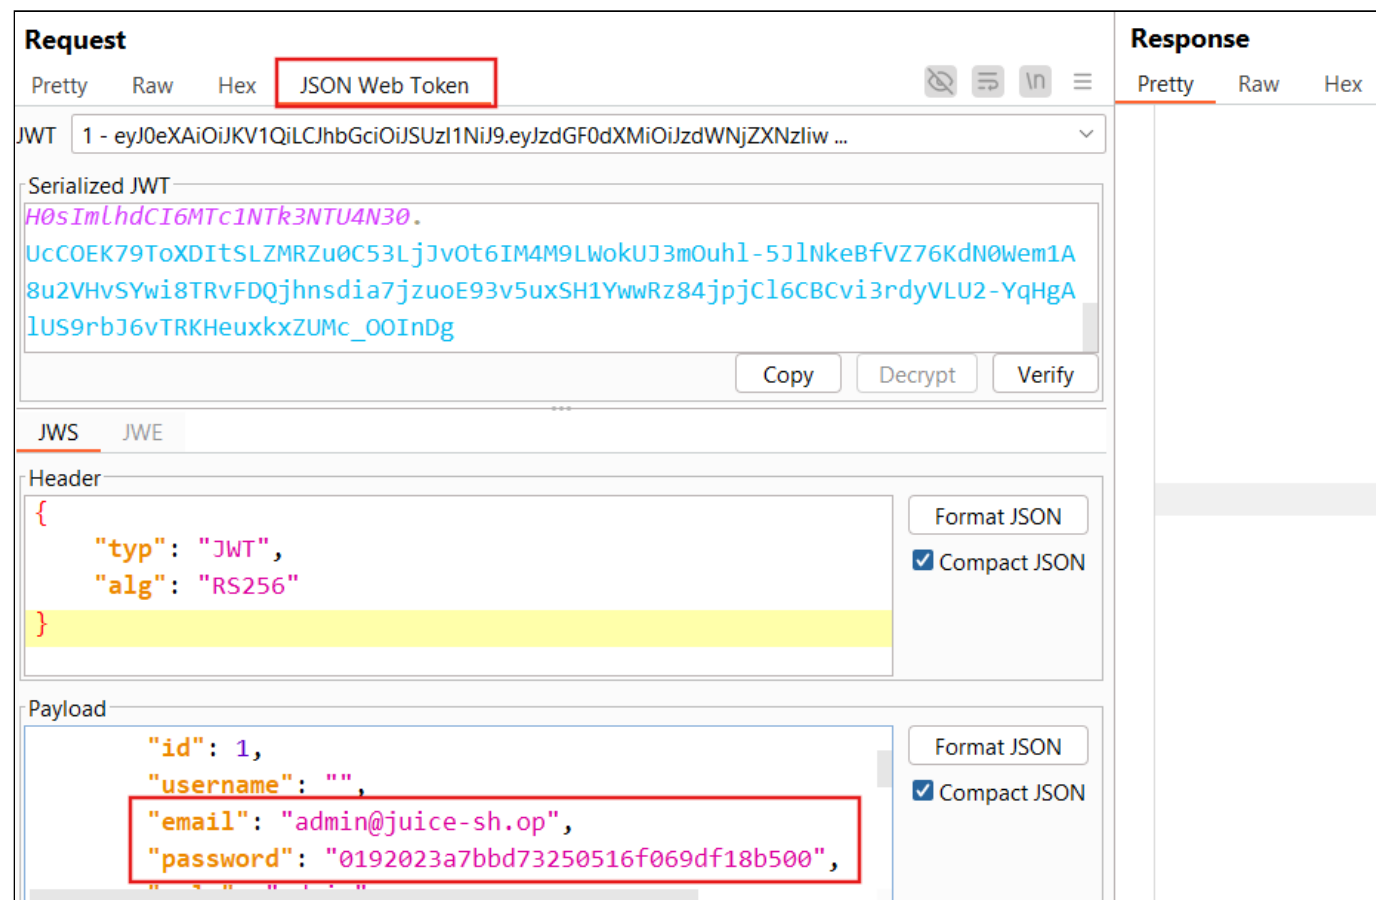 Request
Pretty Raw Hex JSON Web Token \n
JWT 1 - eyJ0eXAiOiJKV1QiLCJhbGciOiJSUzI1NiJ9.eyJzdGF0dXMiOiJzdWNjZXNzIiw ...
Serialized JWT
H0sImlhdCI6MTc1NTk3NTU4N30.
UcCOEK79ToXDItSLZMRZu0C53LjJvOt6IM4M9LWokUJ3mOuhl-5JlNkeBfVZ76KdN0Wem1A
8u2VHvSYwi8TRvFDQjhnsdia7jzuoE93v5uxSH1YwwRz84jpjCl6CBCvi3rdyVLU2-YqHgA
lUS9rbJ6vTRKHeuxkxZUMc_OOInDg
Copy Decrypt Verify
JWS JWE
Header
{
"typ": "JWT",
"alg": "RS256"
}
Format JSON
Compact JSON
Payload
"id": 1,
"username": "",
"email": "admin@juice-sh.op",
"password": "0192023a7bbd73250516f069df18b500",
Format JSON
Compact JSON
Response
Pretty Raw Hex